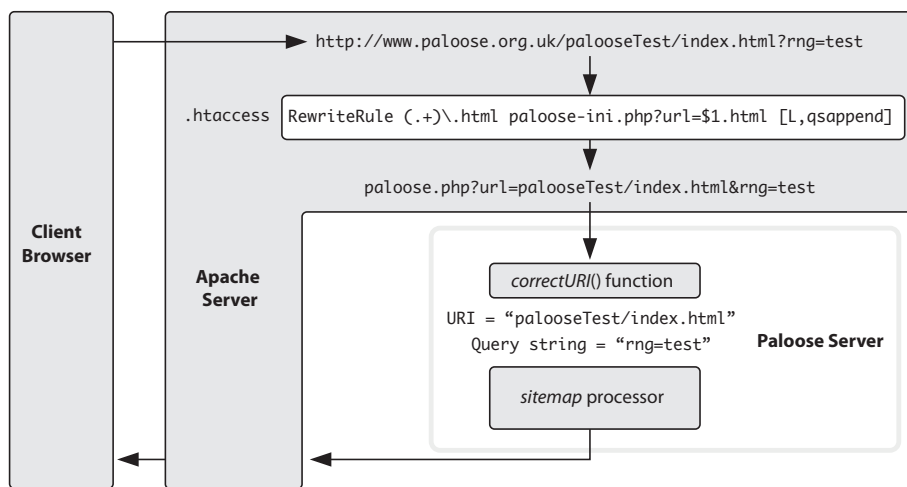 http://www.paloose.org.uk/palooseTest/index.html?rng=test
.htaccess
RewriteRule (.+)\.html paloose-ini.php?url=$1.html [L,qsappend]
paloose.php?url=palooseTest/index.html&rng=test
Client
Browser
Apache
Server
correctURI() function
URI = “palooseTest/index.html”
Query string = “rng=test”
Paloose Server
sitemap processor